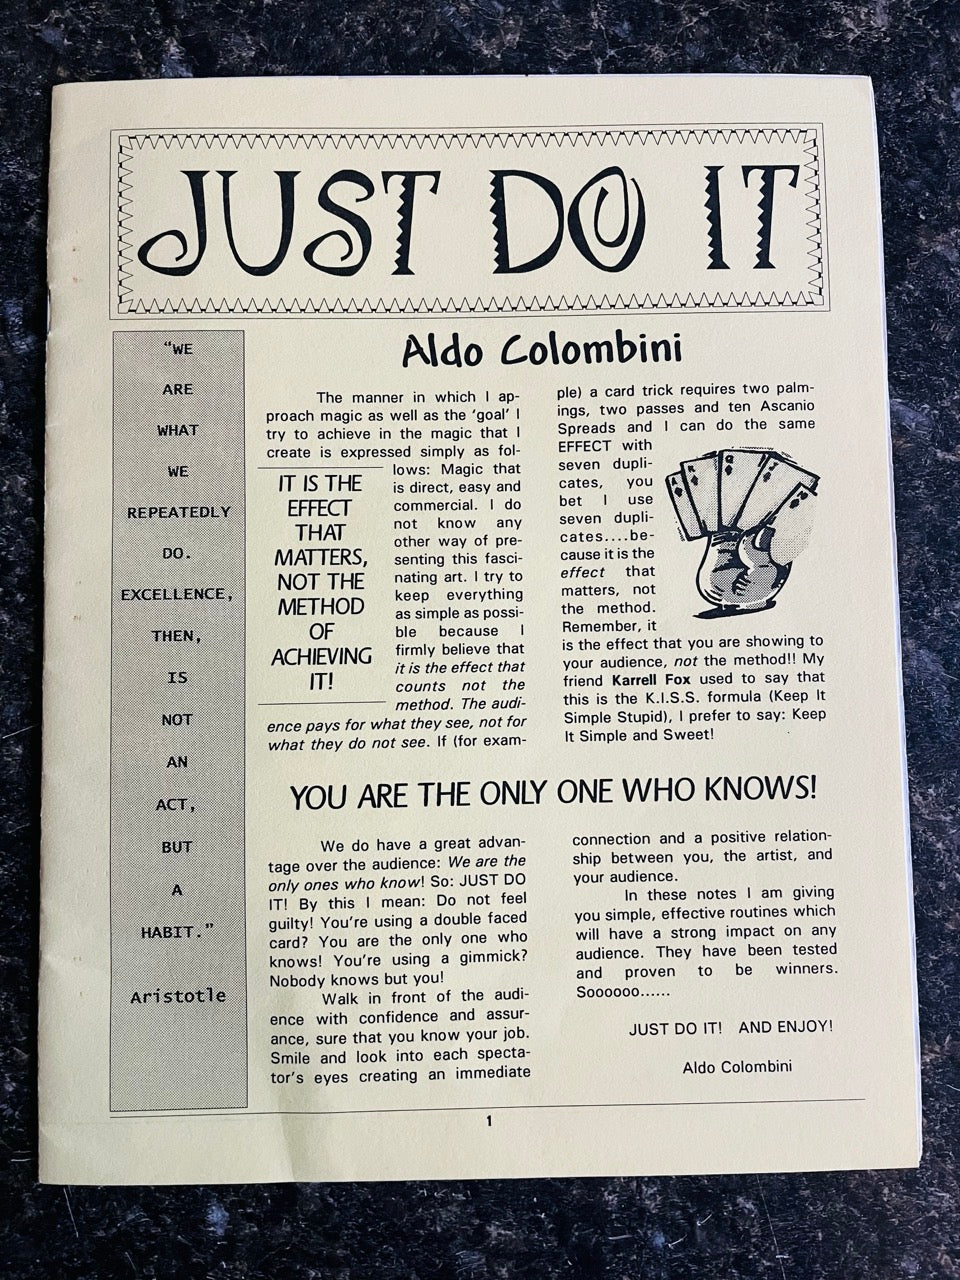 JUST DO IT
"WE
ARE
WHAT
WE
REPEATEDLY
DO.
EXCELLENCE,
THEN,
IS
NOT
AN
ACT,
BUT
A
HABIT."
Aristotle
Aldo Colombini
The manner in which I ap-
proach magic as well as the 'goal' I
try to achieve in the magic that I
create is expressed simply as fol-
lows: Magic that
is direct, easy and
commercial. I do
not know any
other way of pre-
senting this fasci-
nating art. I try to
keep everything
as simple as possi-
ble because I
firmly believe that
it is the effect that
counts not the
method. The audi-
ence pays for what they see, not for
what they do not see. If (for exam-
IT IS THE
EFFECT
THAT
MATTERS,
NOT THE
METHOD
OF
ACHIEVING
IT!
ple) a card trick requires two palm-
ings, two passes and ten Ascanio
Spreads and I can do the same
EFFECT with
seven dupli-
cates, you
bet I use
seven dupli-
cates....be-
cause it is the
effect that
matters, not
the method.
Remember, it
is the effect that you are showing to
your audience, not the method!! My
friend Karrell Fox used to say that
this is the K.I.S.S. formula (Keep It
Simple Stupid), I prefer to say: Keep
It Simple and Sweet!
YOU ARE THE ONLY ONE WHO KNOWS!
We do have a great advan-
tage over the audience: We are the
only ones who know! So: JUST DO
IT! By this I mean: Do not feel
guilty! You're using a double faced
card? You are the only one who
knows! You're using a gimmick?
Nobody knows but you!
Walk in front of the audi-
ence with confidence and assur-
ance, sure that you know your job.
Smile and look into each specta-
tor's eyes creating an immediate
connection and a positive relation-
ship between you, the artist, and
your audience.
In these notes I am giving
you simple, effective routines which
will have a strong impact on any
audience. They have been tested
and proven to be winners.
Soooooo......
JUST DO IT! AND ENJOY!
Aldo Colombini
1